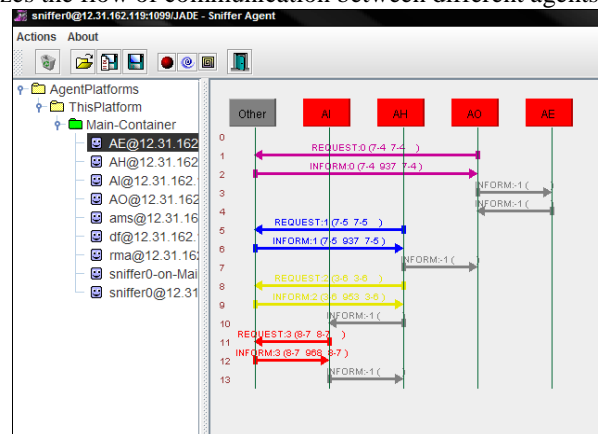 zes the flow of communication between different agents
sniffer0@12.31.162.119:1099/JADE - Sniffer Agent
Actions About
AgentPlatforms
ThisPlatform
Main-Container
AE@12.31.162
AH@12.31.162
AI@12.31.162.
AO@12.31.162
ams@12.31.16
df@12.31.162.
rma@12.31.162
sniffer0-on-Mai
sniffer0@12.31
Other AI AH AO AE
0
1 REQUEST:0 (7-4 7-4 )
2 INFORM:0 (7-4 937 7-4 )
3 INFORM:-1 ( )
4 INFORM:-1 ( )
5 REQUEST:1 (7-5 7-5 )
6 INFORM:1 (7-5 937 7-5 )
7 INFORM:-1 ( )
8 REQUEST:2 (3-6 3-6 )
9 INFORM:2 (3-6 953 3-6 )
10 INFORM:-1 ( )
11 REQUEST:3 (8-7 8-7 )
12 INFORM:3 (8-7 968 8-7 )
13 INFORM:-1 ( )